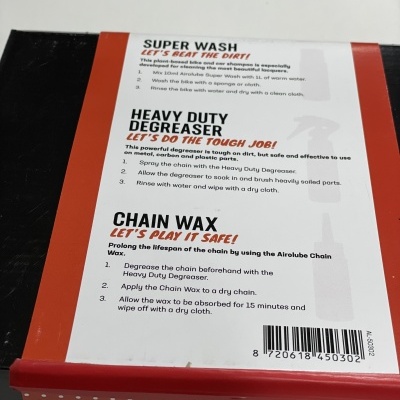 SUPER WASH
LET'S BEAT THE DIRT!
This plant-based bike and car shampoo is especially
developed for cleaning the most beautiful lacquers.
1. Mix 10ml Airolube Super Wash with 1L of warm water.
2. Wash the bike with a sponge or cloth.
3. Rinse the bike with water and dry with a clean cloth.
HEAVY DUTY
DEGREASER
LET'S DO THE TOUGH JOB!
This powerful degreaser is tough on dirt, but safe and effective to use
on metal, carbon and plastic parts.
1. Spray the chain with the Heavy Duty Degreaser.
2. Allow the degreaser to soak in and brush heavily soiled parts.
3. Rinse with water and wipe with a dry cloth.
CHAIN WAX
LET'S PLAY IT SAFE!
Prolong the lifespan of the chain by using the Airolube Chain
Wax.
1. Degrease the chain beforehand with the
Heavy Duty Degreaser.
2. Apply the Chain Wax to a dry chain.
3. Allow the wax to be absorbed for 15 minutes and
wipe off with a dry cloth.
8 720618 450302
AL-50302